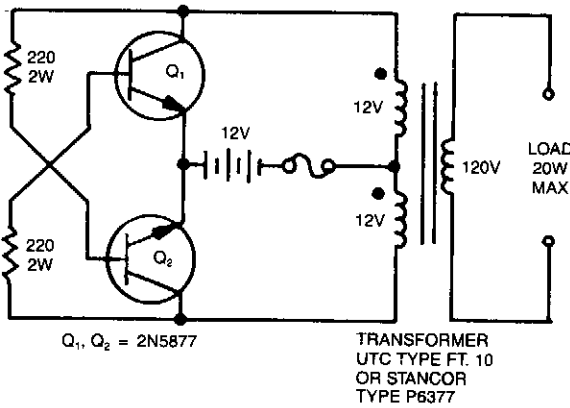 220
2W
Q₁
12V
12V
120V
LOAD
20W
MAX
12V
220
2W
Q₂
Q₁, Q₂ = 2N5877
TRANSFORMER
UTC TYPE FT. 10
OR STANCOR
TYPE P6377